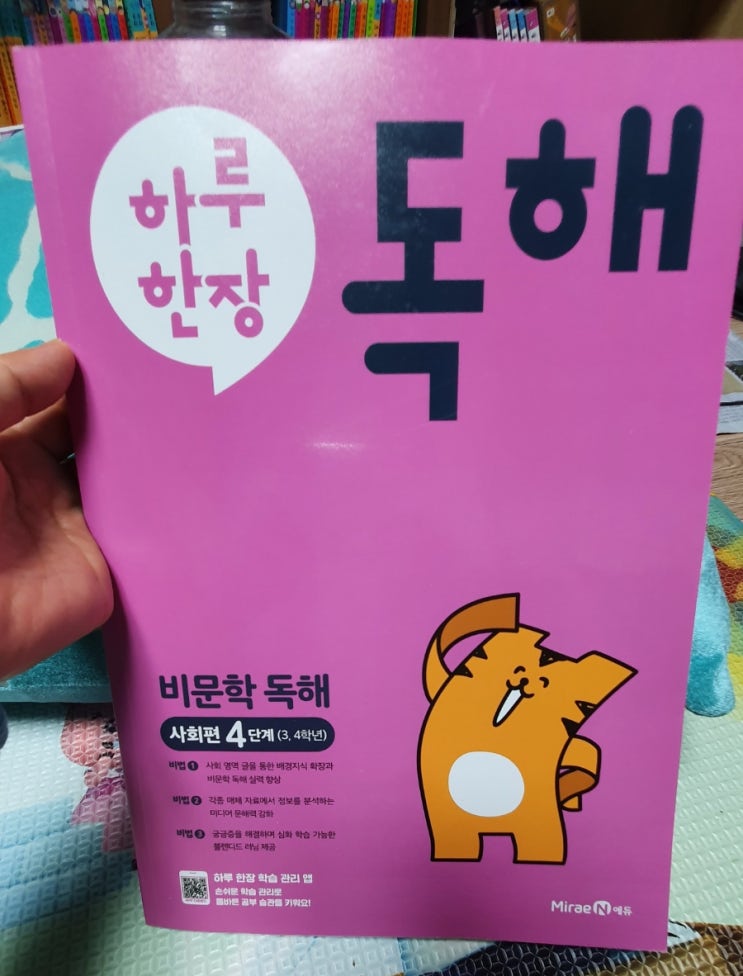 하루
한장
독해
비문학 독해
사회편 4단계 (3, 4학년)
비법 1 사회 영역 글을 통한 배경지식 확장과
비문학 독해 실력 향상
비법 2 각종 매체 자료에서 정보를 분석하는
미디어 문해력 강화
비법 3 궁금증을 해결하며 심화 학습 가능한
블렌디드 러닝 제공
하루 한장 학습 관리 앱
손쉬운 학습 관리로
올바른 공부 습관을 키워요!
Mirae N 에듀